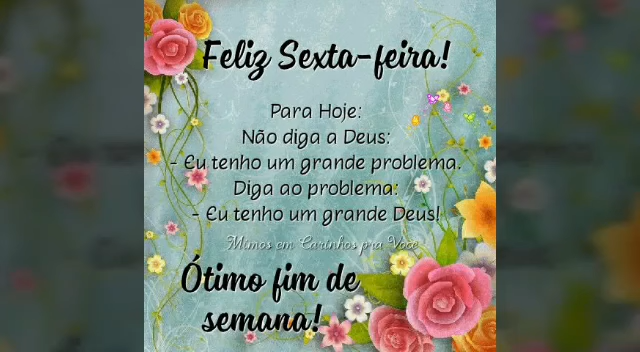 Feliz Sexta-feira!
Para Hoje:
Não diga a Deus:
- Eu tenho um grande problema.
Diga ao problema:
- Eu tenho um grande Deus!
Mimos em Carinhos pra Você
Ótimo fim de
semana!